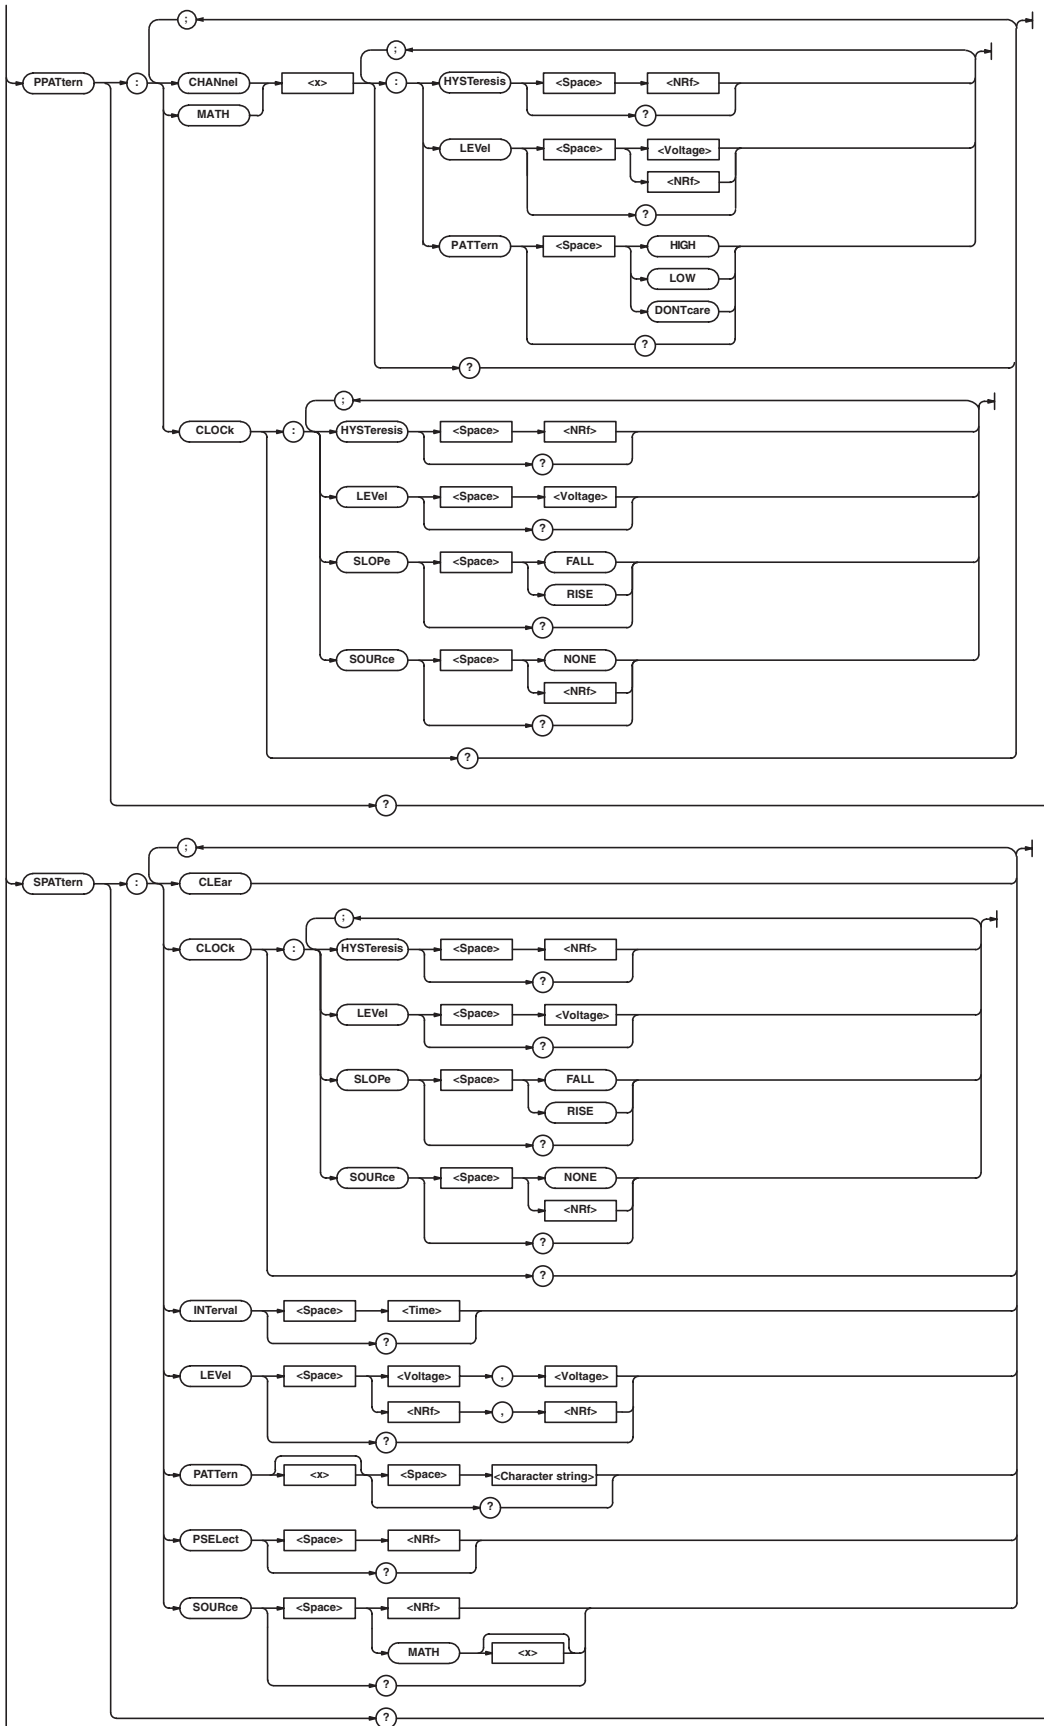 ;
;
PPATtern : CHANnel <x> : HYSTeresis <Space> <NRf>
MATH ?
LEVel <Space> <Voltage>
<NRf>
?
PATTern <Space> HIGH
LOW
DONTcare
?
?
;
CLOCk : HYSTeresis <Space> <NRf>
?
LEVel <Space> <Voltage>
?
SLOPe <Space> FALL
RISE
?
SOURce <Space> NONE
<NRf>
?
?
?
;
SPATtern : CLEar
;
CLOCk : HYSTeresis <Space> <NRf>
?
LEVel <Space> <Voltage>
?
SLOPe <Space> FALL
RISE
?
SOURce <Space> NONE
<NRf>
?
?
INTerval <Space> <Time>
?
LEVel <Space> <Voltage> , <Voltage>
<NRf> , <NRf>
?
PATTern <x> <Space> <Character string>
?
PSELect <Space> <NRf>
?
SOURce <Space> <NRf>
MATH <x>
?
?